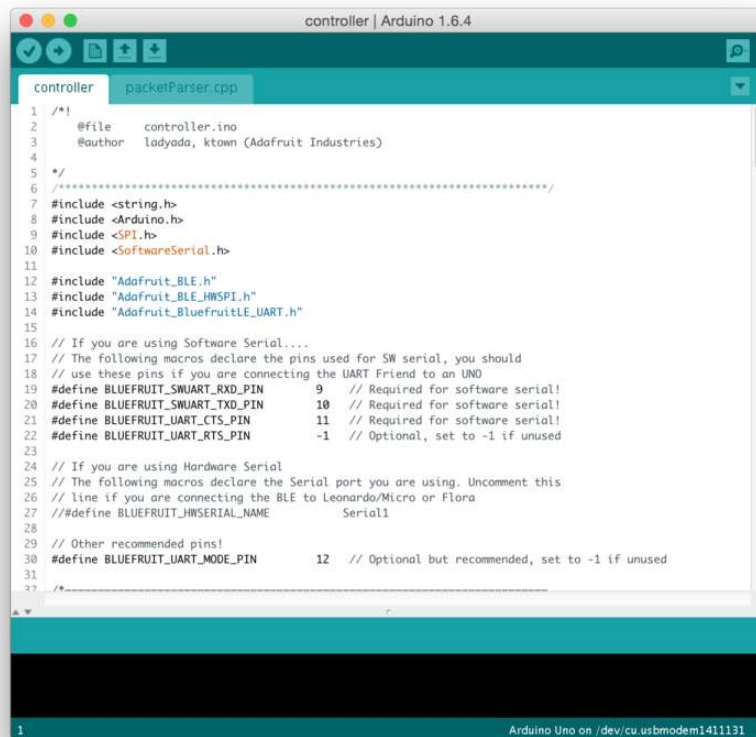 controller | Arduino 1.6.4
controller packetParser.cpp
1 /*!
2 @file controller.ino
3 @author ladyada, ktown (Adafruit Industries)
4
5 */
6 /**************************************************************************/
7 #include <string.h>
8 #include <Arduino.h>
9 #include <SPI.h>
10 #include <SoftwareSerial.h>
11
12 #include "Adafruit_BLE.h"
13 #include "Adafruit_BLE_HWSPI.h"
14 #include "Adafruit_BluefruitLE_UART.h"
15
16 // If you are using Software Serial....
17 // The following macros declare the pins used for SW serial, you should
18 // use these pins if you are connecting the UART Friend to an UNO
19 #define BLUEFRUIT_SWUART_RXD_PIN 9 // Required for software serial!
20 #define BLUEFRUIT_SWUART_TXD_PIN 10 // Required for software serial!
21 #define BLUEFRUIT_UART_CTS_PIN 11 // Required for software serial!
22 #define BLUEFRUIT_UART_RTS_PIN -1 // Optional, set to -1 if unused
23
24 // If you are using Hardware Serial
25 // The following macros declare the Serial port you are using. Uncomment this
26 // line if you are connecting the BLE to Leonardo/Micro or Flora
27 //#define BLUEFRUIT_HWSERIAL_NAME Serial1
28
29 // Other recommended pins!
30 #define BLUEFRUIT_UART_MODE_PIN 12 // Optional but recommended, set to -1 if unused
31
32 /*=========================================================================
1 Arduino Uno on /dev/cu.usbmodem1411131